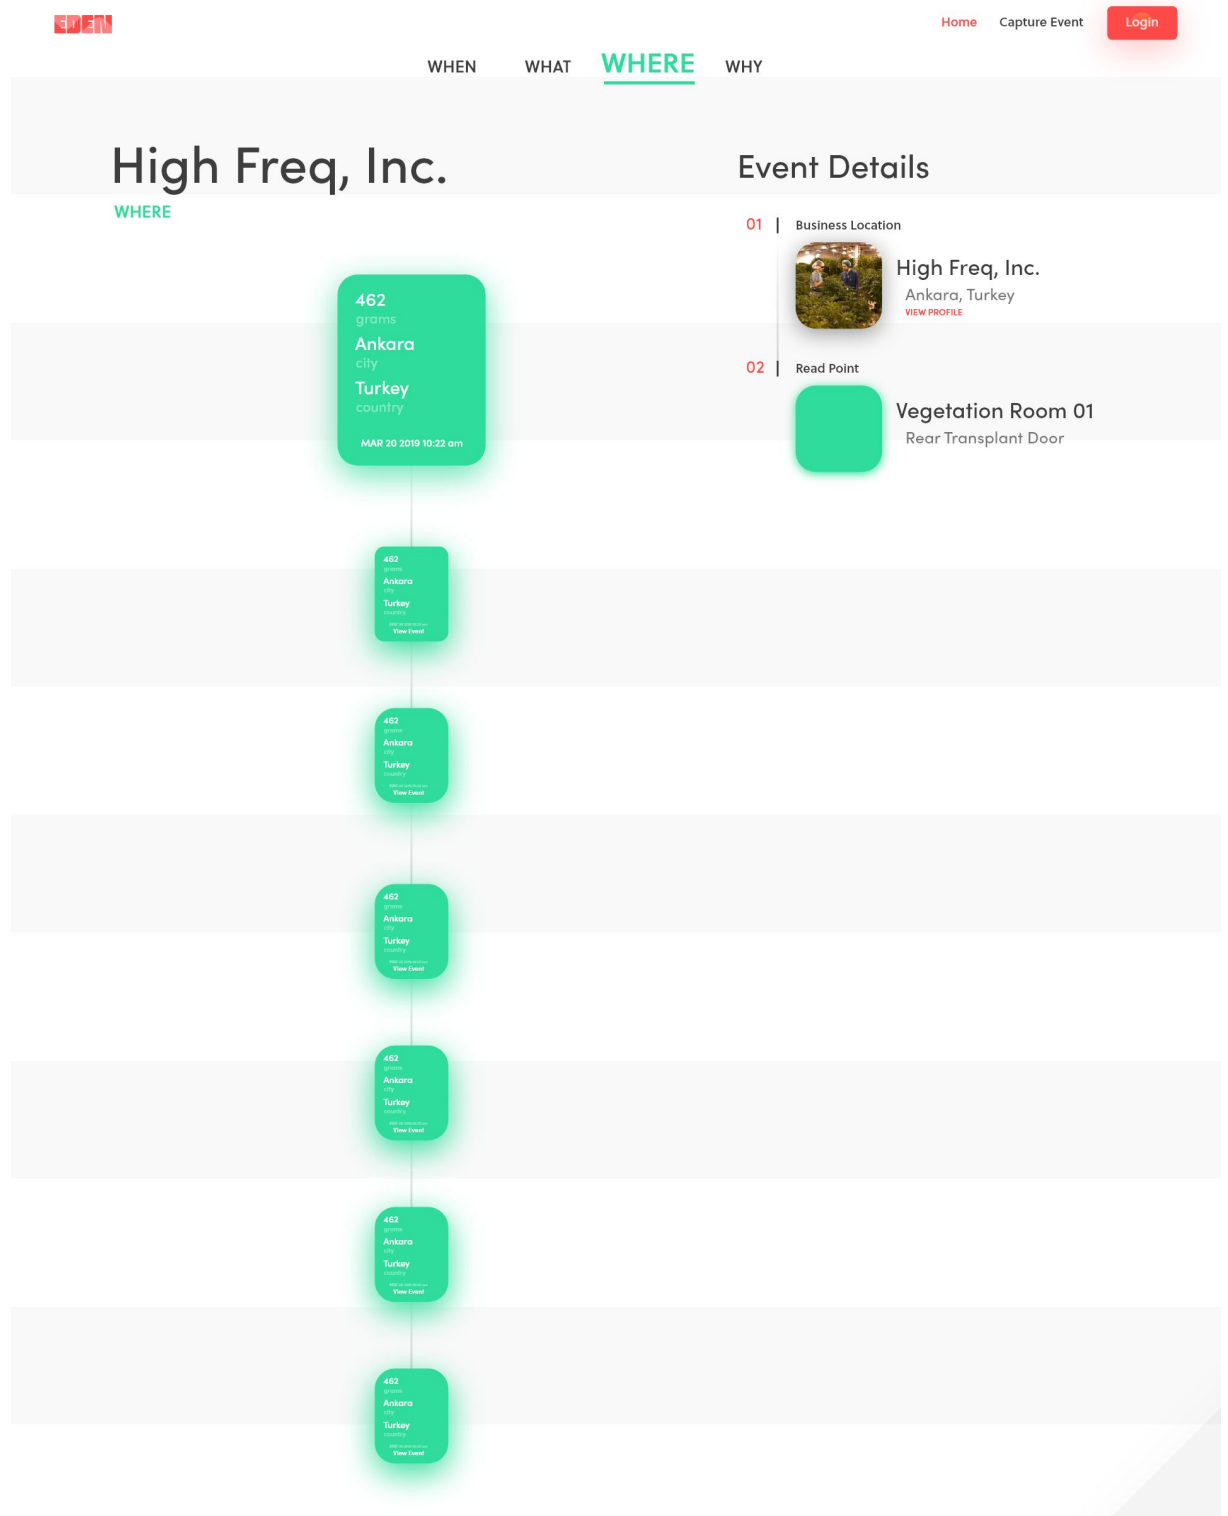 EDEN
Home
Capture Event
Login
WHEN
WHAT
WHERE
WHY
High Freq, Inc.
WHERE
462
grams
Ankara
city
Turkey
country
MAR 20 2019 10:22 am
462
grams
Ankara
city
Turkey
country
View Event
462
grams
Ankara
city
Turkey
country
View Event
462
grams
Ankara
city
Turkey
country
View Event
462
grams
Ankara
city
Turkey
country
View Event
462
grams
Ankara
city
Turkey
country
View Event
462
grams
Ankara
city
Turkey
country
View Event
Event Details
01
Business Location
High Freq, Inc.
Ankara, Turkey
VIEW PROFILE
02
Read Point
Vegetation Room 01
Rear Transplant Door